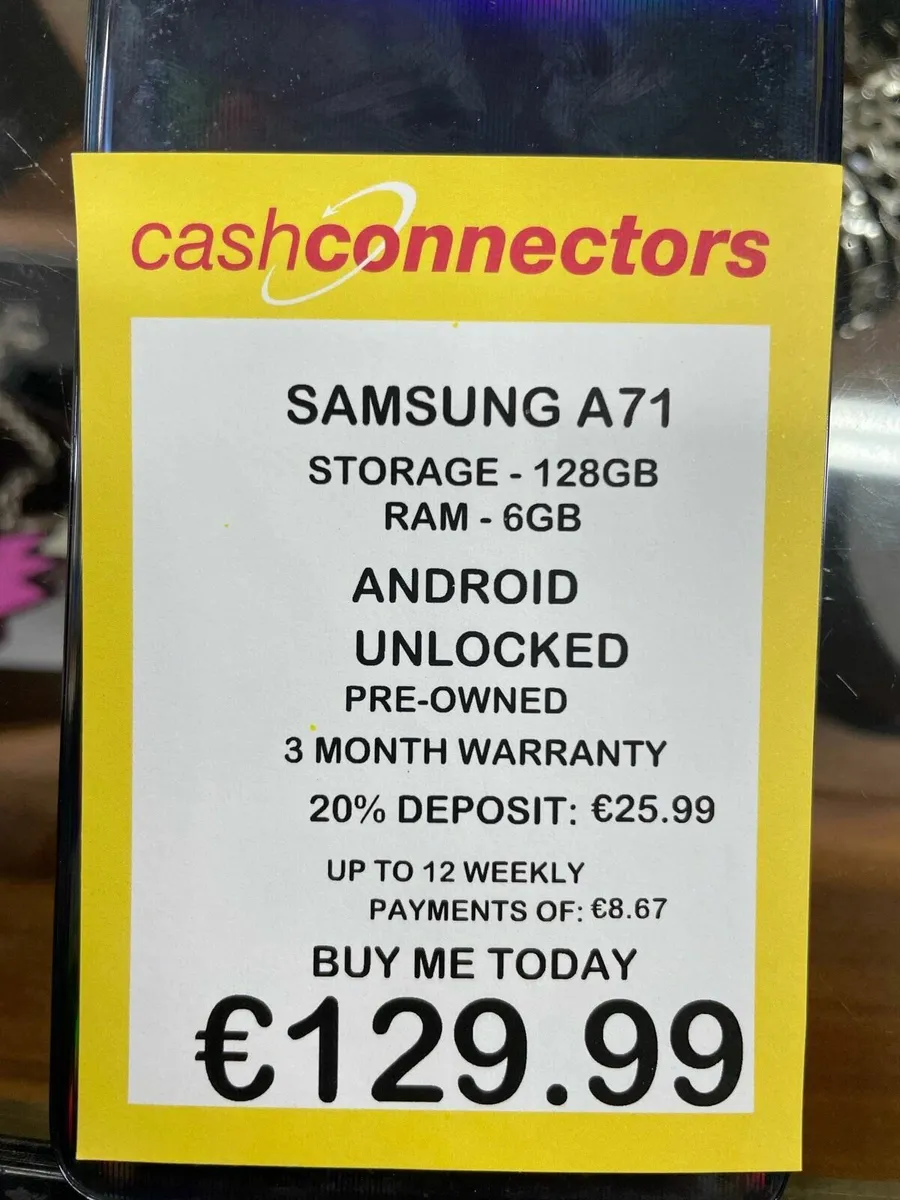 cashconnectors
SAMSUNG A71
STORAGE - 128GB
RAM - 6GB
ANDROID
UNLOCKED
PRE-OWNED
3 MONTH WARRANTY
20% DEPOSIT: €25.99
UP TO 12 WEEKLY
PAYMENTS OF: €8.67
BUY ME TODAY
€129.99